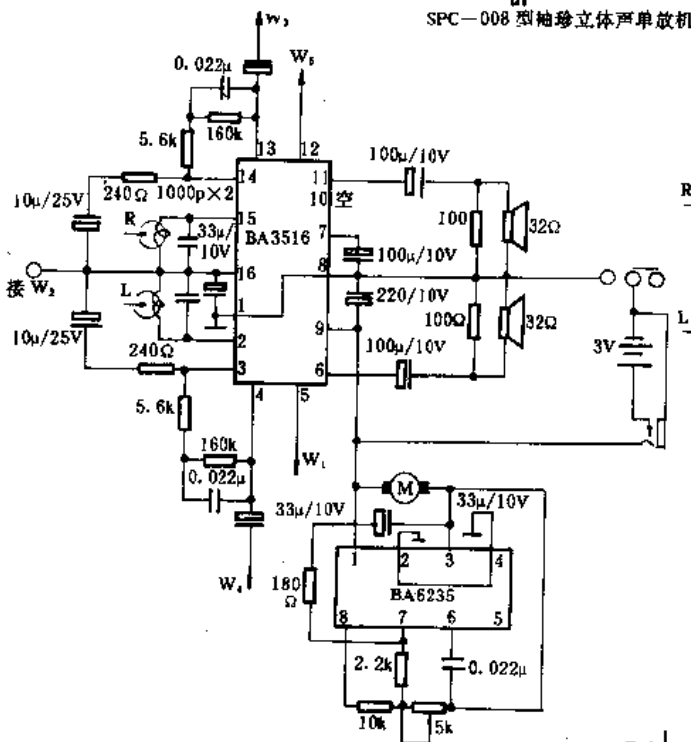 SPC-008 型袖珍立体声单放机
W₃
0.022μ
W₅
5.6k
160k
13
12
100μ/10V
11
14
240Ω
1000p×2
10 空
R
10μ/25V
R
15
33μ/
10V
BA3516
7
100
32Ω
100μ/10V
8
16
接 W₂
L
1
220/10V
L
100Ω
32Ω
10μ/25V
2
9
3V
240Ω
3
100μ/10V
6
4
5
5.6k
160k
W₁
0.022μ
M
33μ/10V
33μ/10V
W₄
1
2
3
4
180
Ω
BA6235
8
7
6
5
2.2k
0.022μ
10k
5k